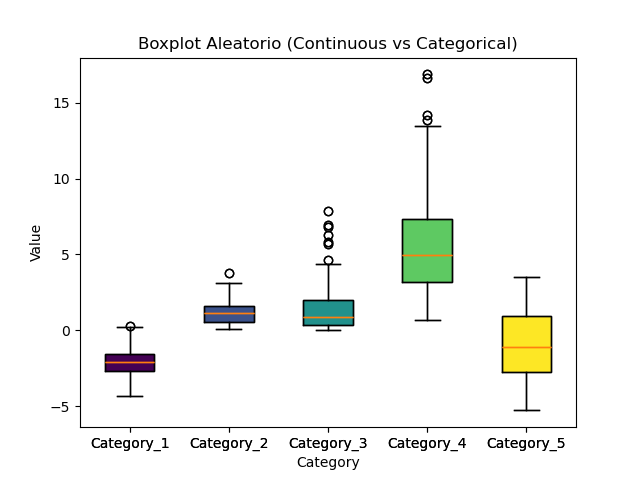 Boxplot Aleatorio (Continuous vs Categorical)
Value
15
10
5
0
−5
Category_1 Category_2 Category_3 Category_4 Category_5
Category